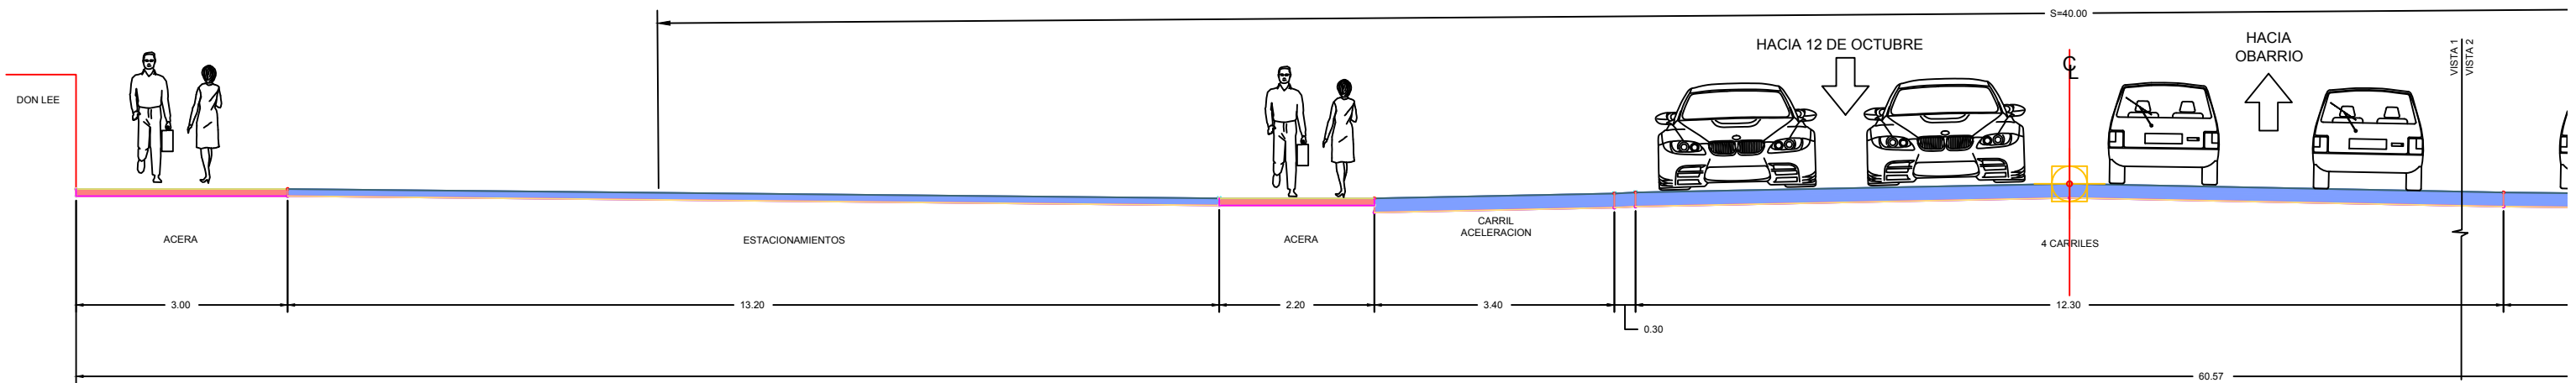 S=40.00
HACIA 12 DE OCTUBRE
HACIA
OBARRIO
VISTA 1
VISTA 2
CL
DON LEE
ACERA
ESTACIONAMIENTOS
ACERA
CARRIL
ACELERACION
4 CARRILES
3.00
13.20
2.20
3.40
0.30
12.30
60.57